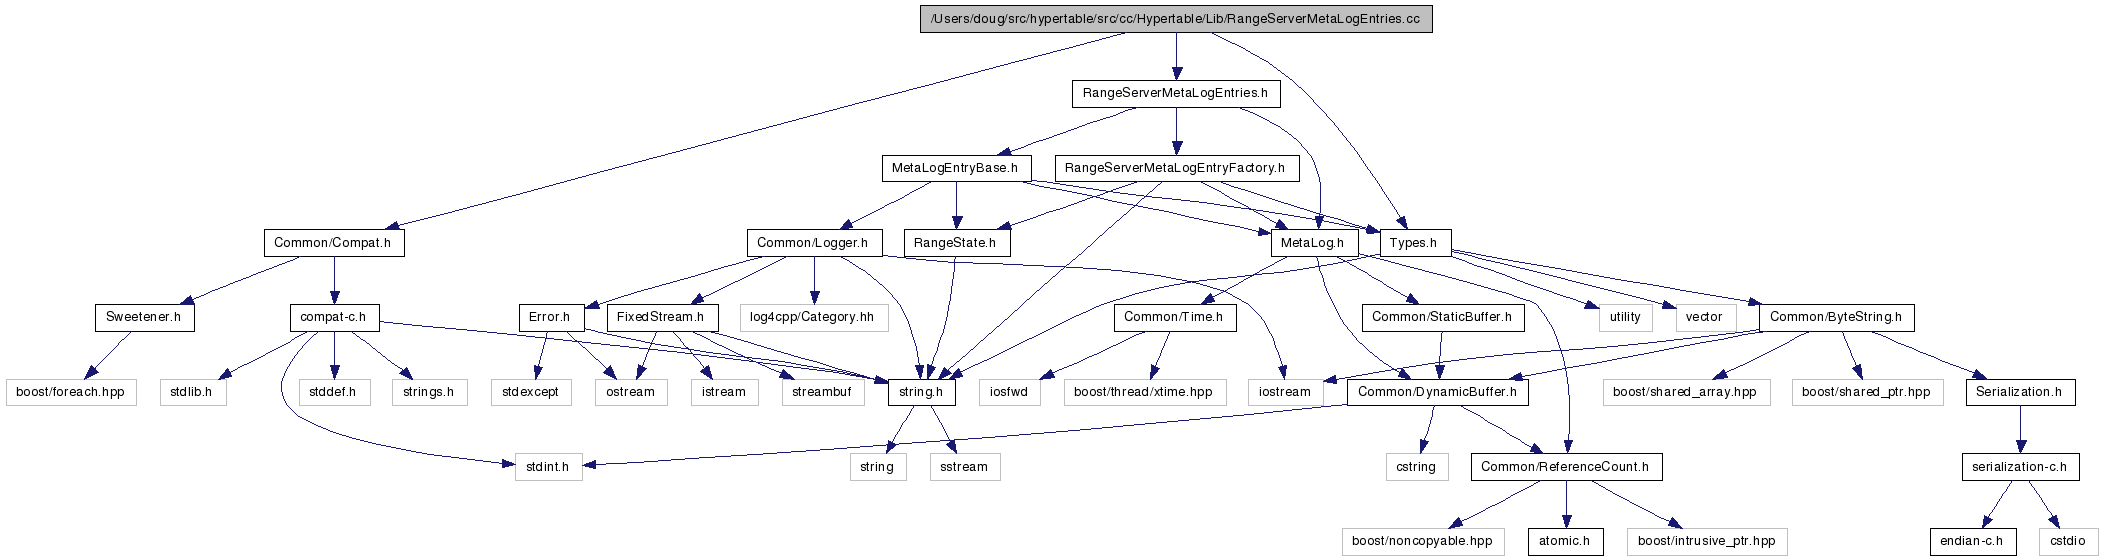 /Users/doug/src/hypertable/src/cc/Hypertable/Lib/RangeServerMetaLogEntries.cc
RangeServerMetaLogEntries.h
MetaLogEntryBase.h
RangeServerMetaLogEntryFactory.h
Common/Compat.h
Common/Logger.h
RangeState.h
MetaLog.h
Types.h
Sweetener.h
compat-c.h
Error.h
FixedStream.h
log4cpp/Category.hh
Common/Time.h
Common/StaticBuffer.h
utility
vector
Common/ByteString.h
boost/foreach.hpp
stdlib.h
stddef.h
strings.h
stdexcept
ostream
istream
streambuf
string.h
iosfwd
boost/thread/xtime.hpp
iostream
Common/DynamicBuffer.h
boost/shared_array.hpp
boost/shared_ptr.hpp
Serialization.h
stdint.h
string
sstream
cstring
Common/ReferenceCount.h
serialization-c.h
boost/noncopyable.hpp
atomic.h
boost/intrusive_ptr.hpp
endian-c.h
cstdio